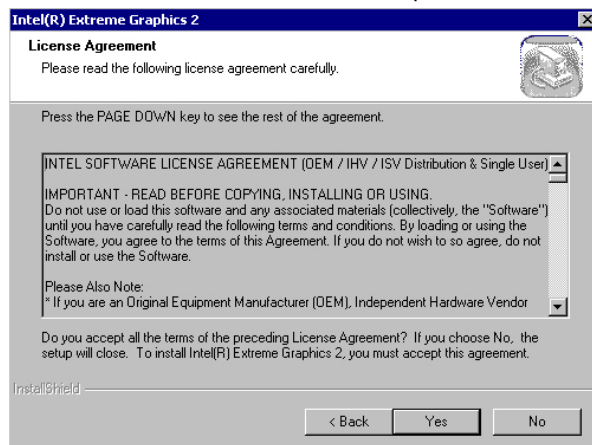 Intel(R) Extreme Graphics 2
License Agreement
Please read the following license agreement carefully.
Press the PAGE DOWN key to see the rest of the agreement.
INTEL SOFTWARE LICENSE AGREEMENT (OEM / IHV / ISV Distribution & Single User)
IMPORTANT - READ BEFORE COPYING, INSTALLING OR USING.
Do not use or load this software and any associated materials (collectively, the "Software")
until you have carefully read the following terms and conditions. By loading or using the
Software, you agree to the terms of this Agreement. If you do not wish to so agree, do not
install or use the Software.
Please Also Note:
* If you are an Original Equipment Manufacturer (OEM), Independent Hardware Vendor
Do you accept all the terms of the preceding License Agreement? If you choose No, the
setup will close. To install Intel(R) Extreme Graphics 2, you must accept this agreement.
InstallShield
< Back Yes No